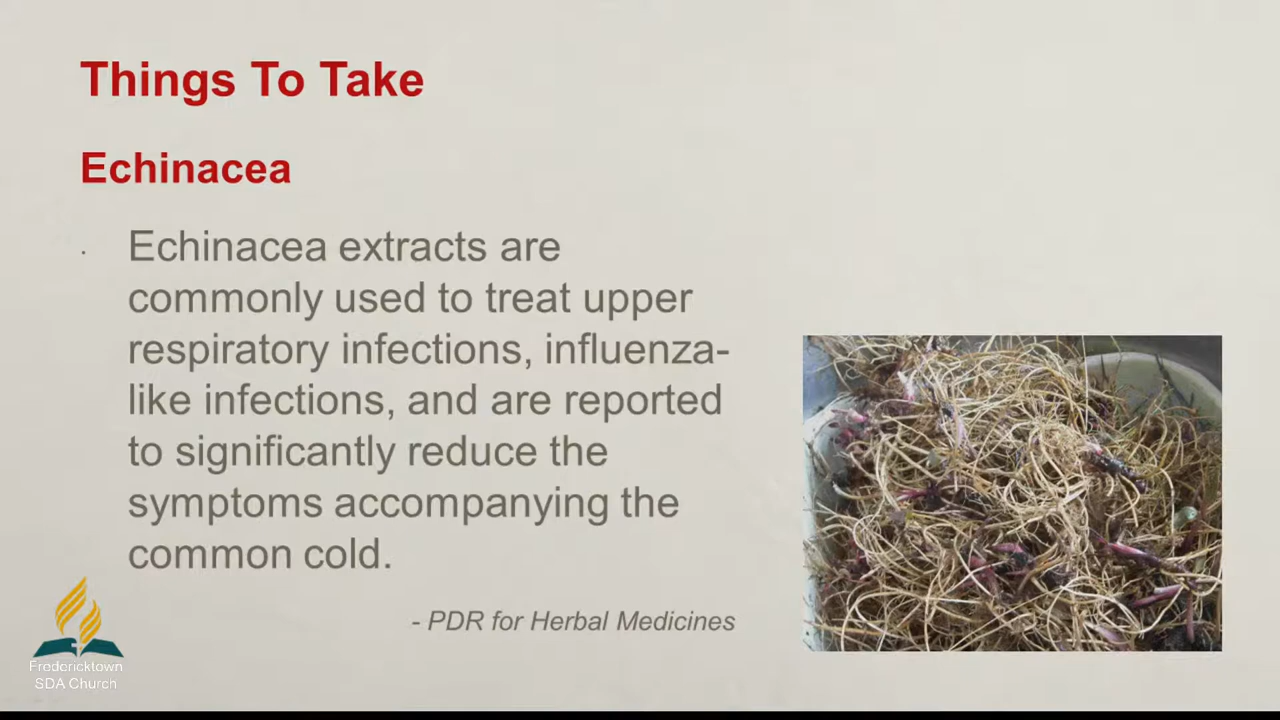 Things To Take
Echinacea
· Echinacea extracts are
commonly used to treat upper
respiratory infections, influenza-
like infections, and are reported
to significantly reduce the
symptoms accompanying the
common cold.
- PDR for Herbal Medicines
Fredericktown
SDA Church